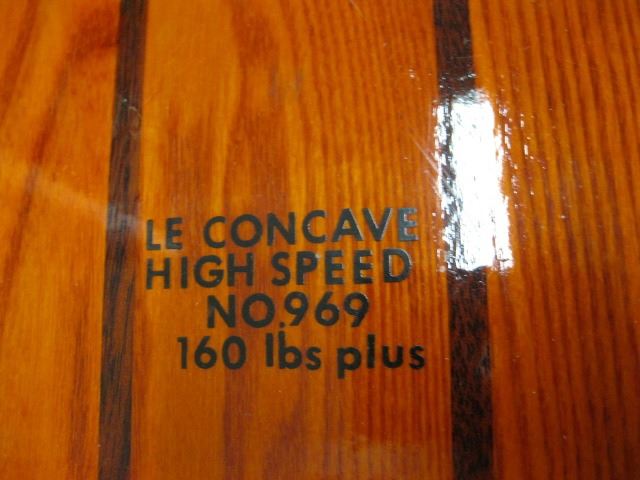 LE CONCAVE
HIGH SPEED
NO.969
160 lbs plus